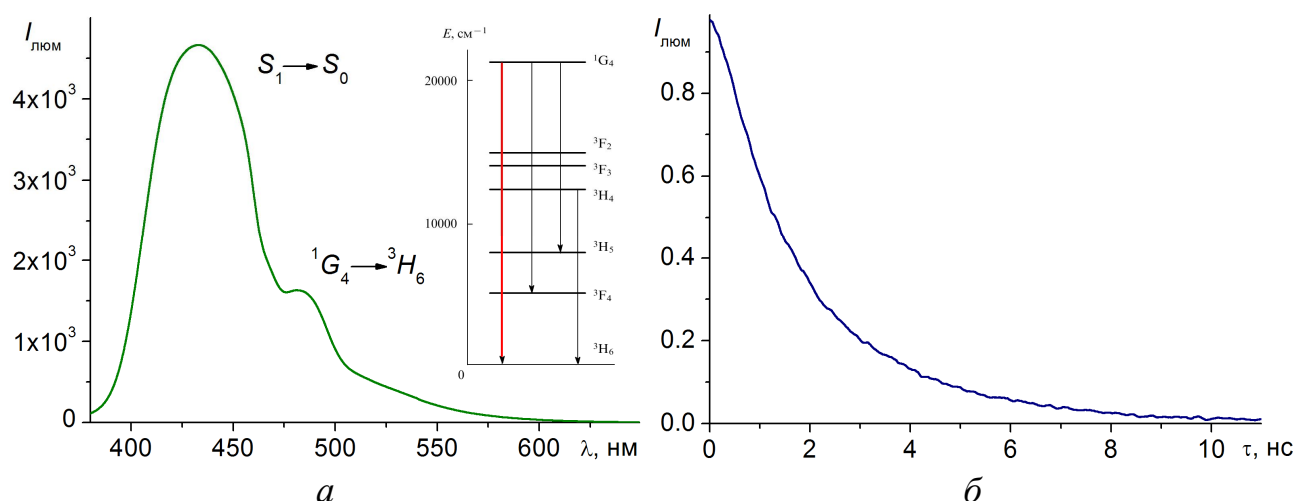 Iлюм
4x10³
3x10³
2x10³
1x10³
0
400
450
500
550
600
λ, нм
S₁→S₀
¹G₄→³H₆
E, см⁻¹
20000
10000
0
¹G₄
³F₂
³F₃
³H₄
³H₅
³F₄
³H₆
а
Iлюм
0.8
0.6
0.4
0.2
0.0
0
2
4
6
8
10
τ, нс
б